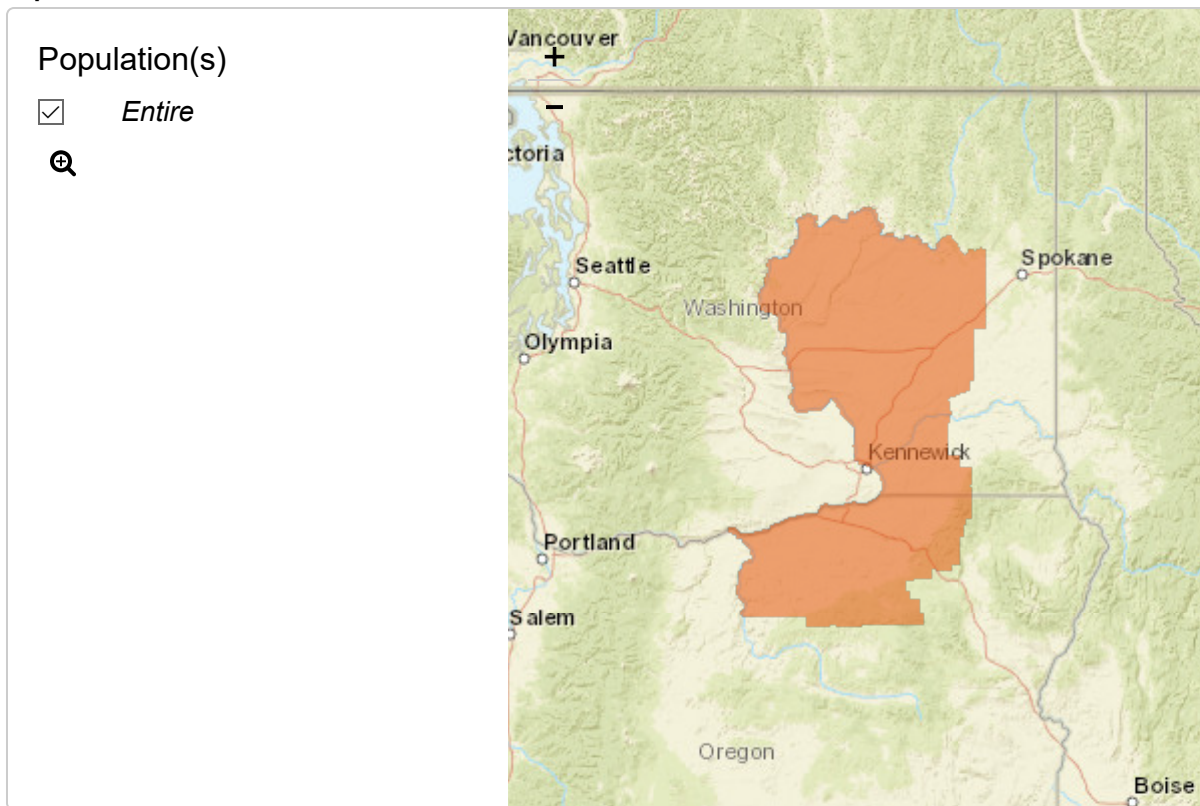 Population(s)
Entire
Vancouver
+
−
ctoria
Seattle
Spokane
Washington
Olympia
Kennewick
Portland
Salem
Oregon
Boise